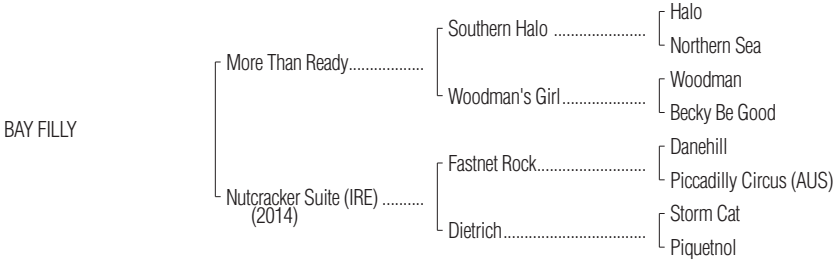 Halo
Southern Halo ......................
Northern Sea
More Than Ready..................
Woodman
Woodman's Girl....................
Becky Be Good
BAY FILLY
Danehill
Fastnet Rock..........................
Piccadilly Circus (AUS)
Nutcracker Suite (IRE) ..........
(2014)
Storm Cat
Dietrich..................................
Piquetnol